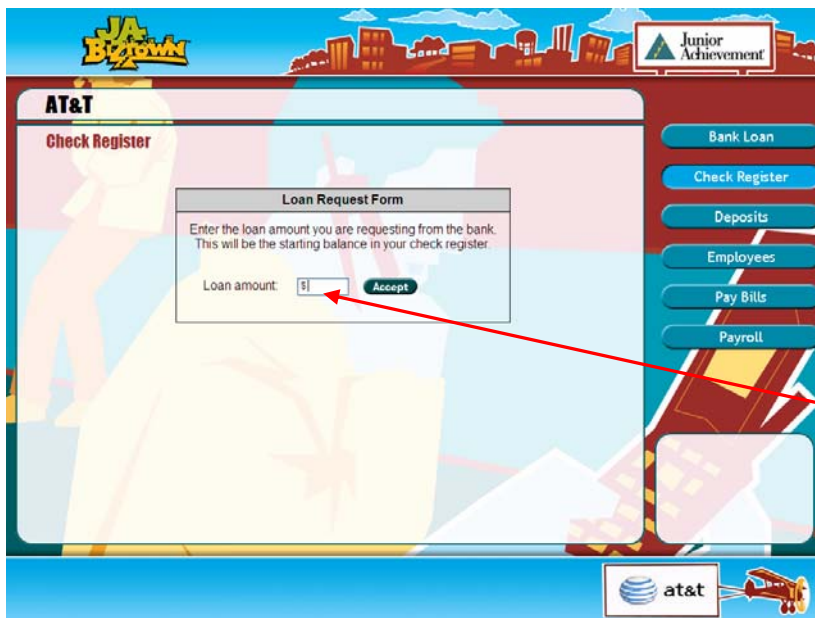 JA
BizTown
Junior
Achievement
AT&T
Check Register
Bank Loan
Check Register
Deposits
Employees
Pay Bills
Payroll
Loan Request Form
Enter the loan amount you are requesting from the bank.
This will be the starting balance in your check register.
Loan amount: $ Accept
at&t